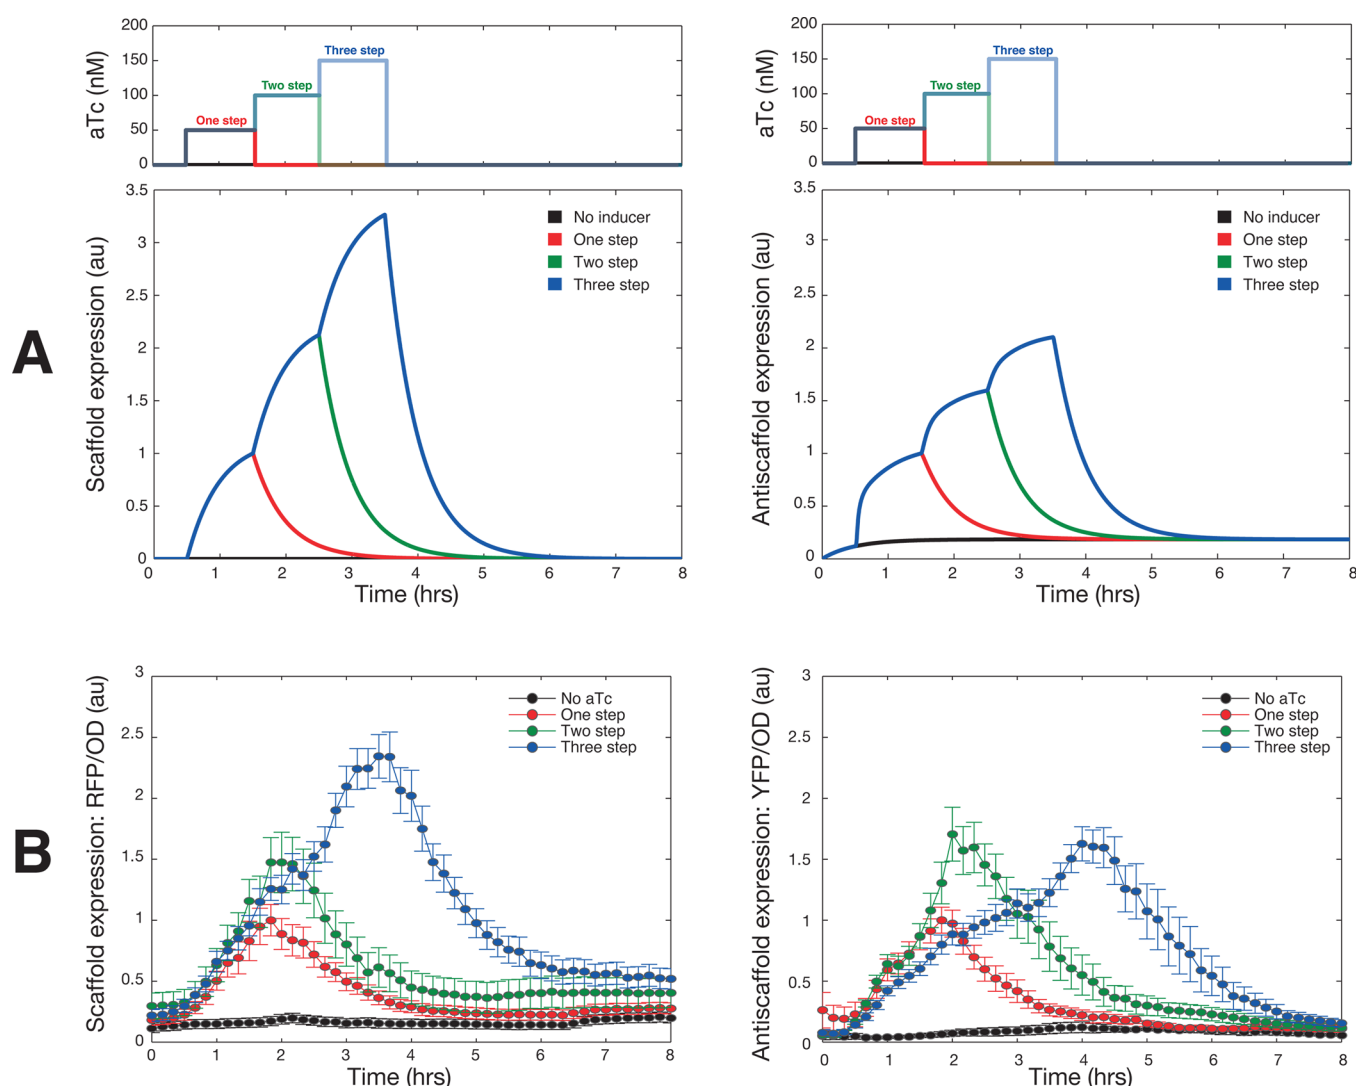 200
150
100
50
0
aTc (nM)
One step
Two step
Three step
200
150
100
50
0
aTc (nM)
One step
Two step
Three step
A
3.5
3
2.5
2
1.5
1
0.5
0
Scaffold expression (au)
No inducer
One step
Two step
Three step
0 1 2 3 4 5 6 7 8
Time (hrs)
3.5
3
2.5
2
1.5
1
0.5
0
Antiscaffold expression (au)
No inducer
One step
Two step
Three step
0 1 2 3 4 5 6 7 8
Time (hrs)
B
3
2.5
2
1.5
1
0.5
0
Scaffold expression: RFP/OD (au)
No aTc
One step
Two step
Three step
0 1 2 3 4 5 6 7 8
Time (hrs)
3
2.5
2
1.5
1
0.5
0
Antiscaffold expression: YFP/OD (au)
No aTc
One step
Two step
Three step
0 1 2 3 4 5 6 7 8
Time (hrs)